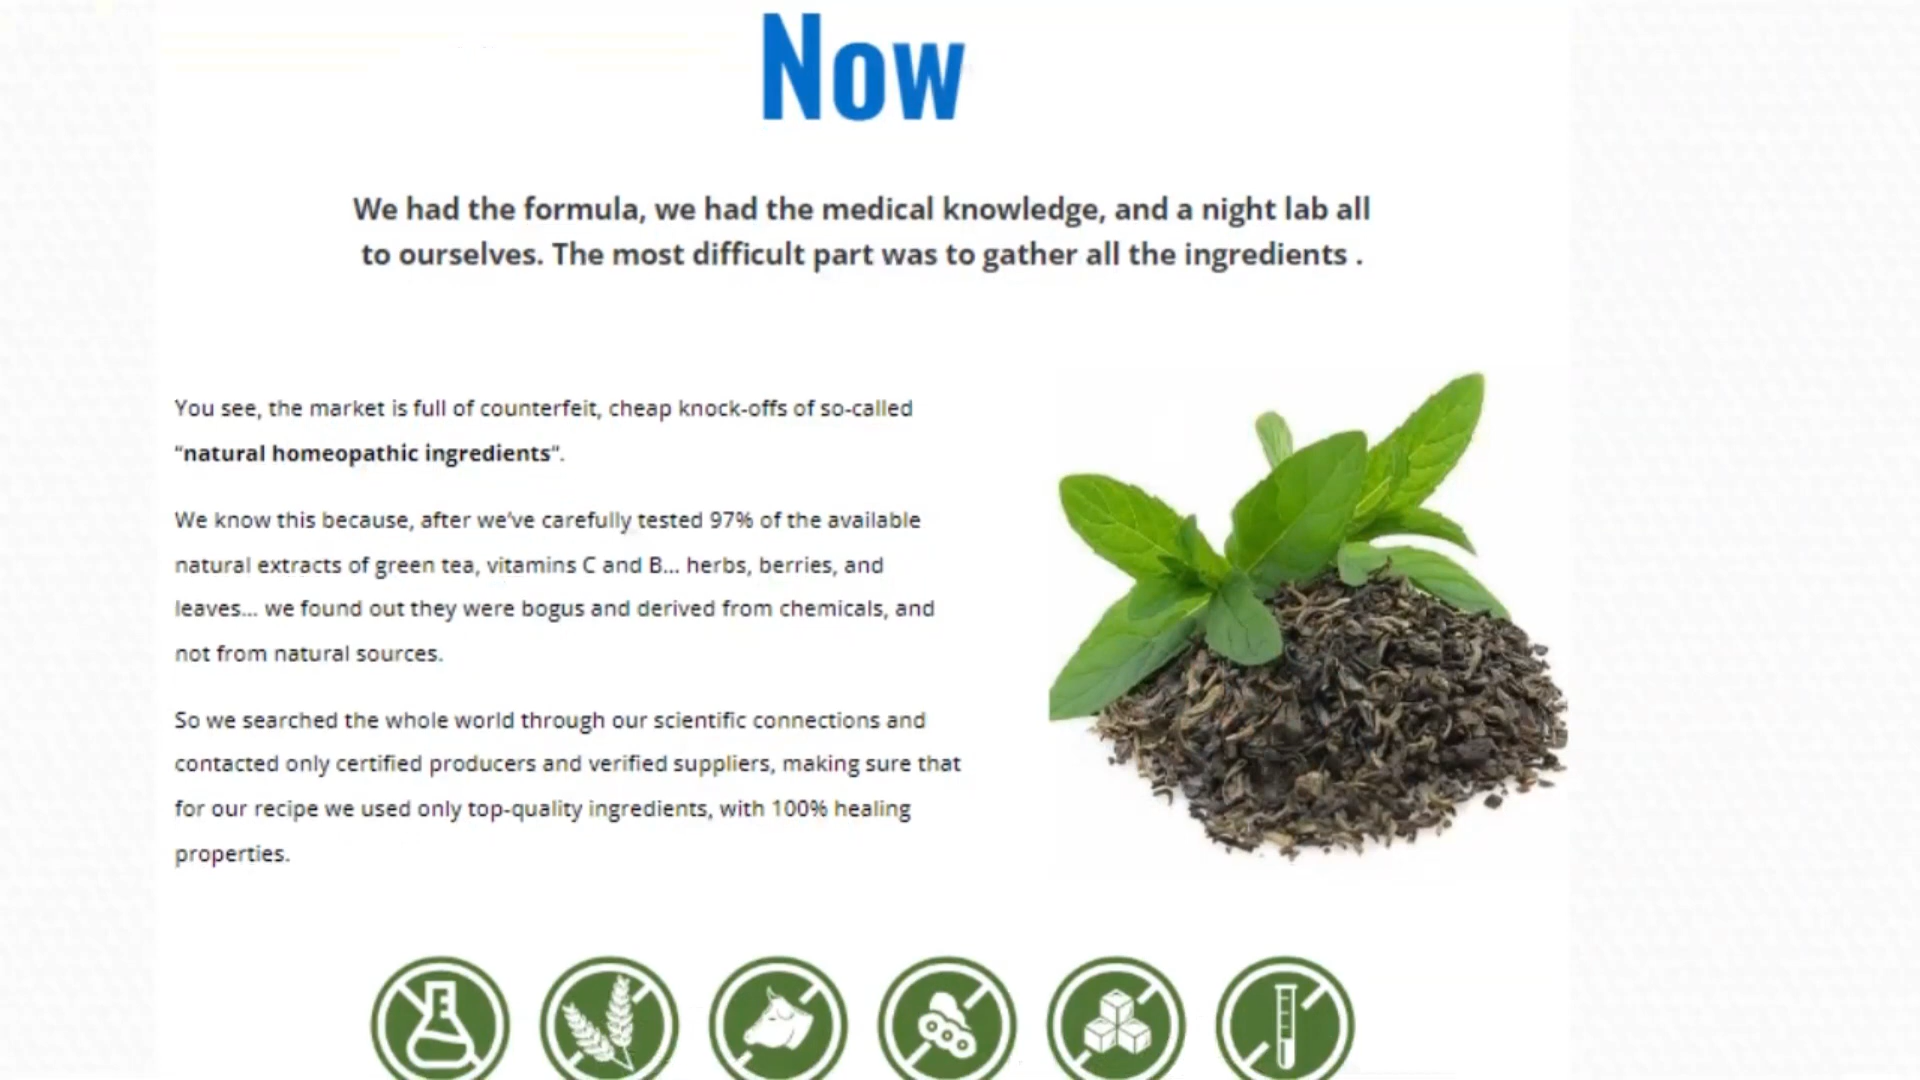 Now
We had the formula, we had the medical knowledge, and a night lab all
to ourselves. The most difficult part was to gather all the ingredients .
You see, the market is full of counterfeit, cheap knock-offs of so-called
"natural homeopathic ingredients".
We know this because, after we've carefully tested 97% of the available
natural extracts of green tea, vitamins C and B... herbs, berries, and
leaves... we found out they were bogus and derived from chemicals, and
not from natural sources.
So we searched the whole world through our scientific connections and
contacted only certified producers and verified suppliers, making sure that
for our recipe we used only top-quality ingredients, with 100% healing
properties.